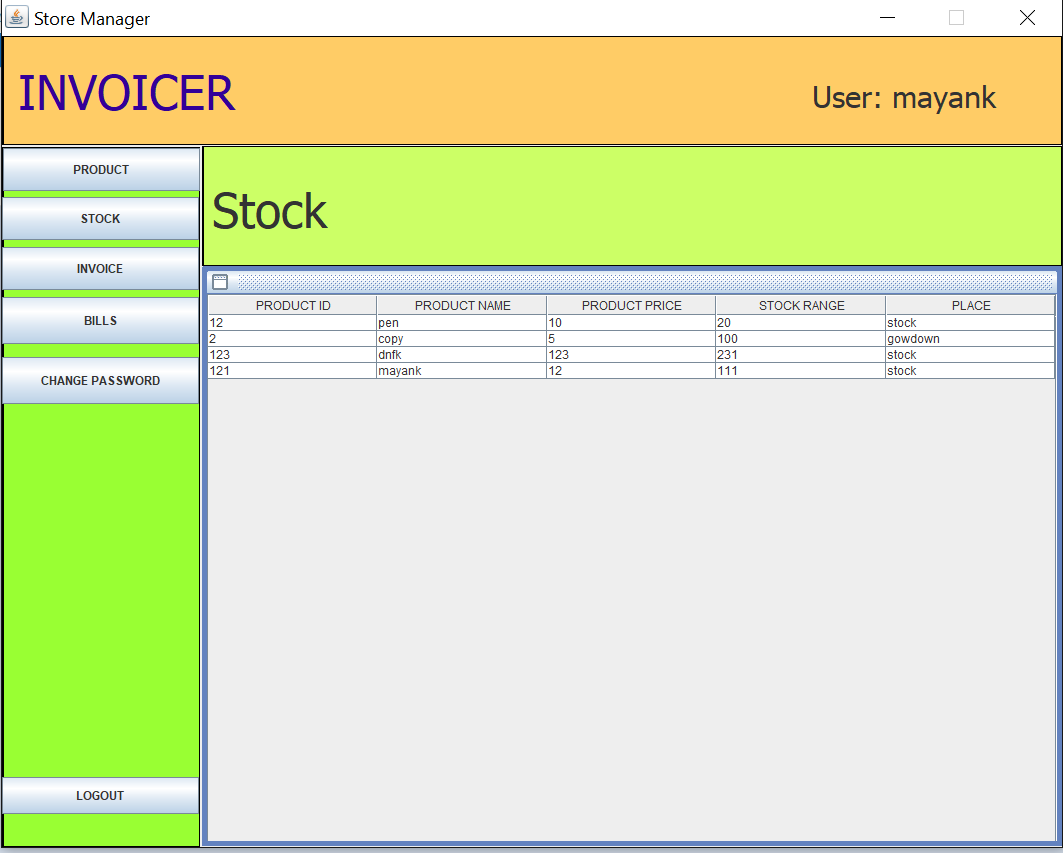 Store Manager
INVOICER
User: mayank
PRODUCT
STOCK
INVOICE
BILLS
CHANGE PASSWORD
LOGOUT
Stock
PRODUCT ID PRODUCT NAME PRODUCT PRICE STOCK RANGE PLACE
12 pen 10 20 stock
2 copy 5 100 gowdown
123 dnfk 123 231 stock
121 mayank 12 111 stock